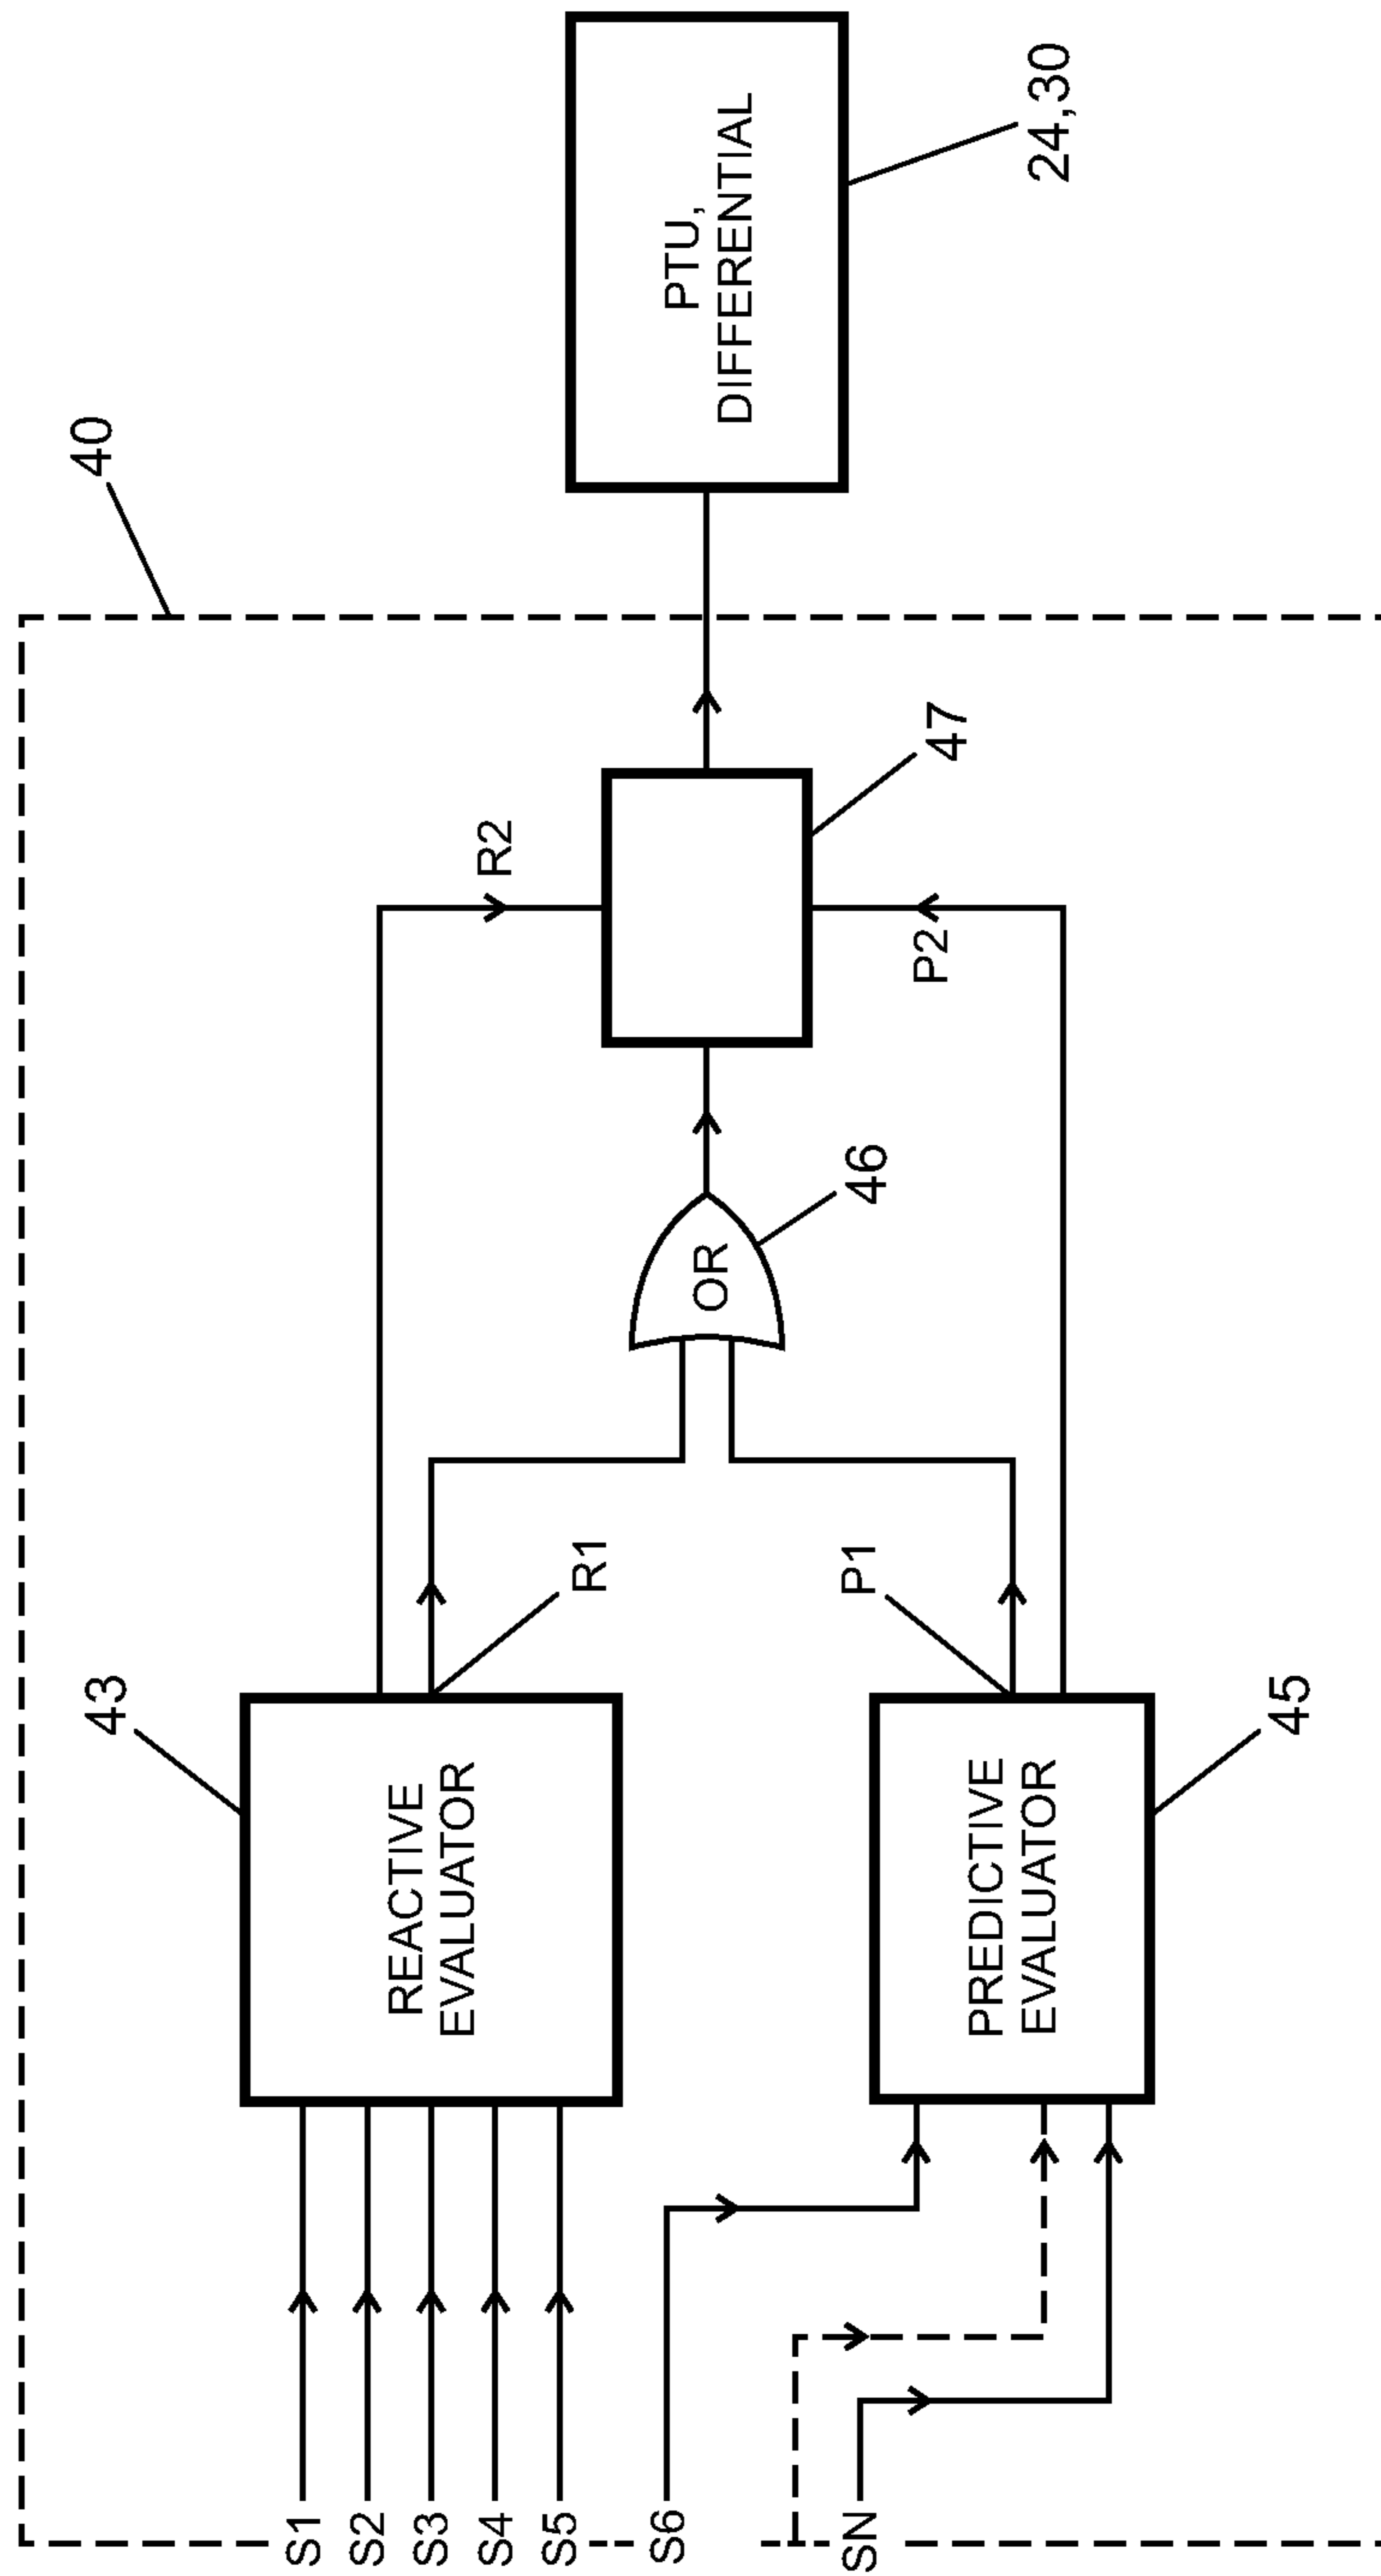 40
43
REACTIVE
EVALUATOR
S1
S2
S3
S4
S5
S6
SN
R1
R2
P1
P2
OR
46
47
PREDICTIVE
EVALUATOR
45
PTU,
DIFFERENTIAL
24,30